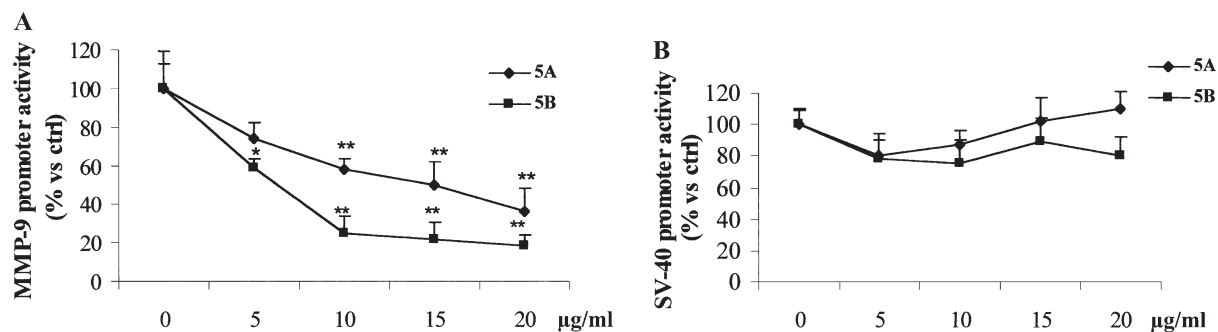 A
MMP-9 promoter activity
(% vs ctrl)
120
100
80
60
40
20
0
5A
5B
*
**
**
**
**
**
**
0 5 10 15 20 µg/ml
B
SV-40 promoter activity
(% vs ctrl)
120
100
80
60
40
20
0
5A
5B
0 5 10 15 20 µg/ml